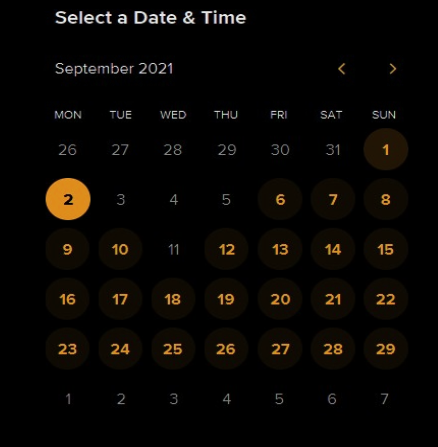 Select a Date & Time
September 2021 < >
MON TUE WED THU FRI SAT SUN
26 27 28 29 30 31 1
2 3 4 5 6 7 8
9 10 11 12 13 14 15
16 17 18 19 20 21 22
23 24 25 26 27 28 29
1 2 3 4 5 6 7